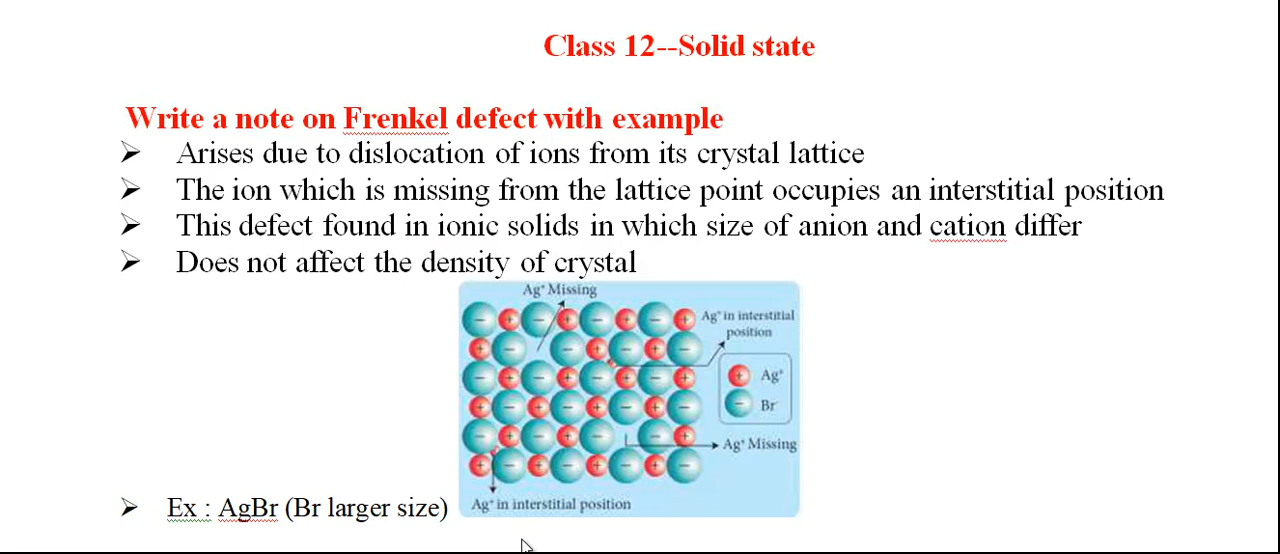 Class 12--Solid state
Write a note on Frenkel defect with example
➢ Arises due to dislocation of ions from its crystal lattice
➢ The ion which is missing from the lattice point occupies an interstitial position
➢ This defect found in ionic solids in which size of anion and cation differ
➢ Does not affect the density of crystal
Ag⁺ Missing
Ag⁺ in interstitial
position
Ag⁺
Br⁻
Ag⁺ Missing
Ag⁺ in interstitial position
➢ Ex : AgBr (Br larger size)